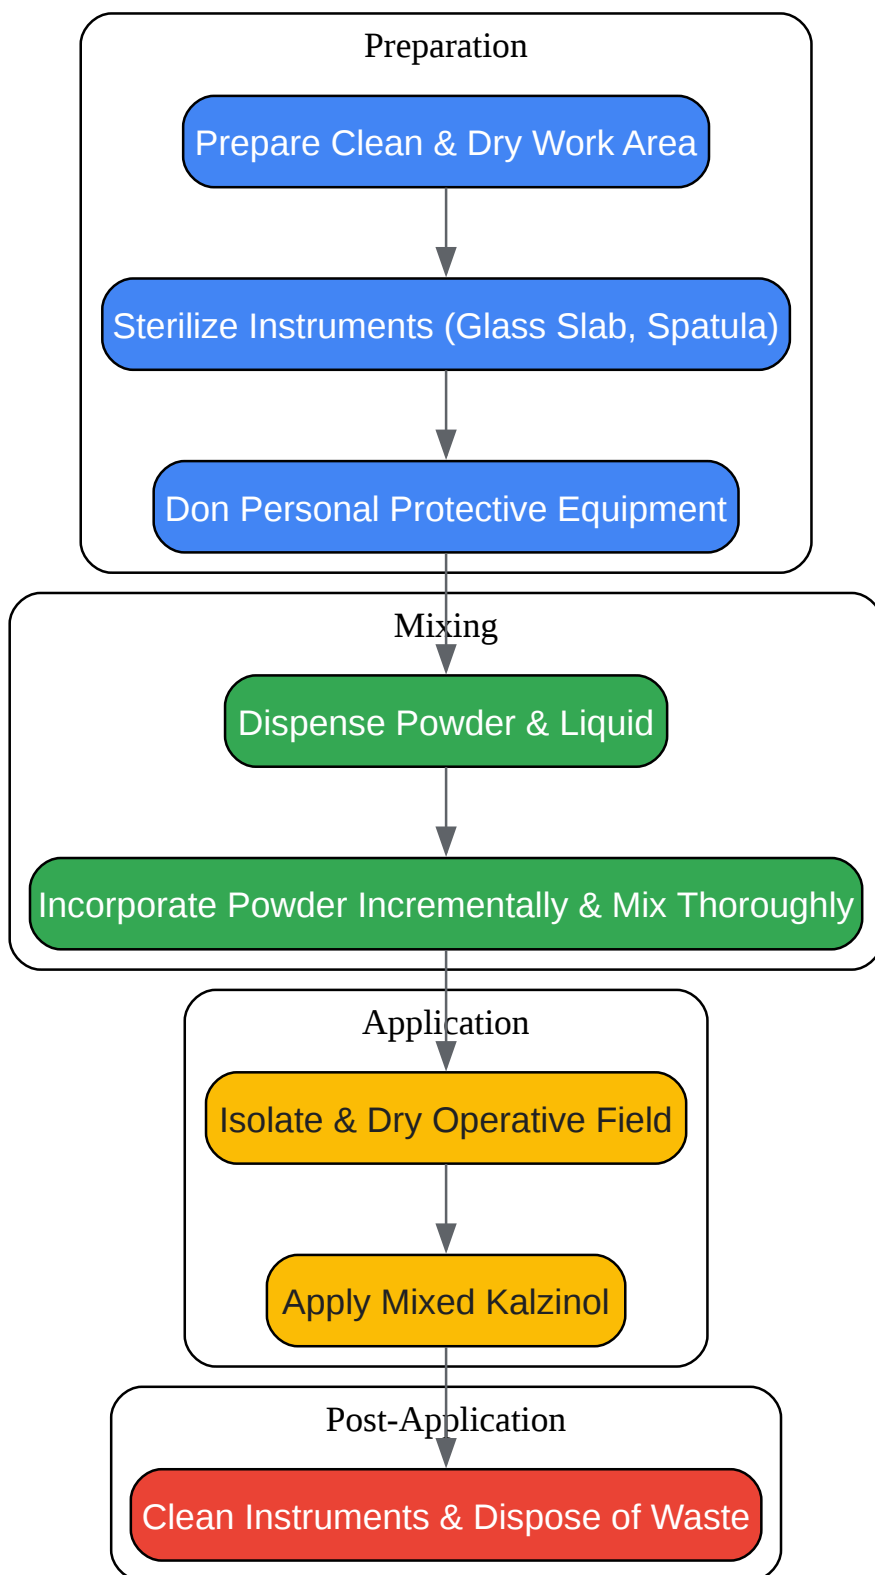 Preparation
Prepare Clean & Dry Work Area
Sterilize Instruments (Glass Slab, Spatula)
Don Personal Protective Equipment
Mixing
Dispense Powder & Liquid
Incorporate Powder Incrementally & Mix Thoroughly
Application
Isolate & Dry Operative Field
Apply Mixed Kalzinol
Post-Application
Clean Instruments & Dispose of Waste